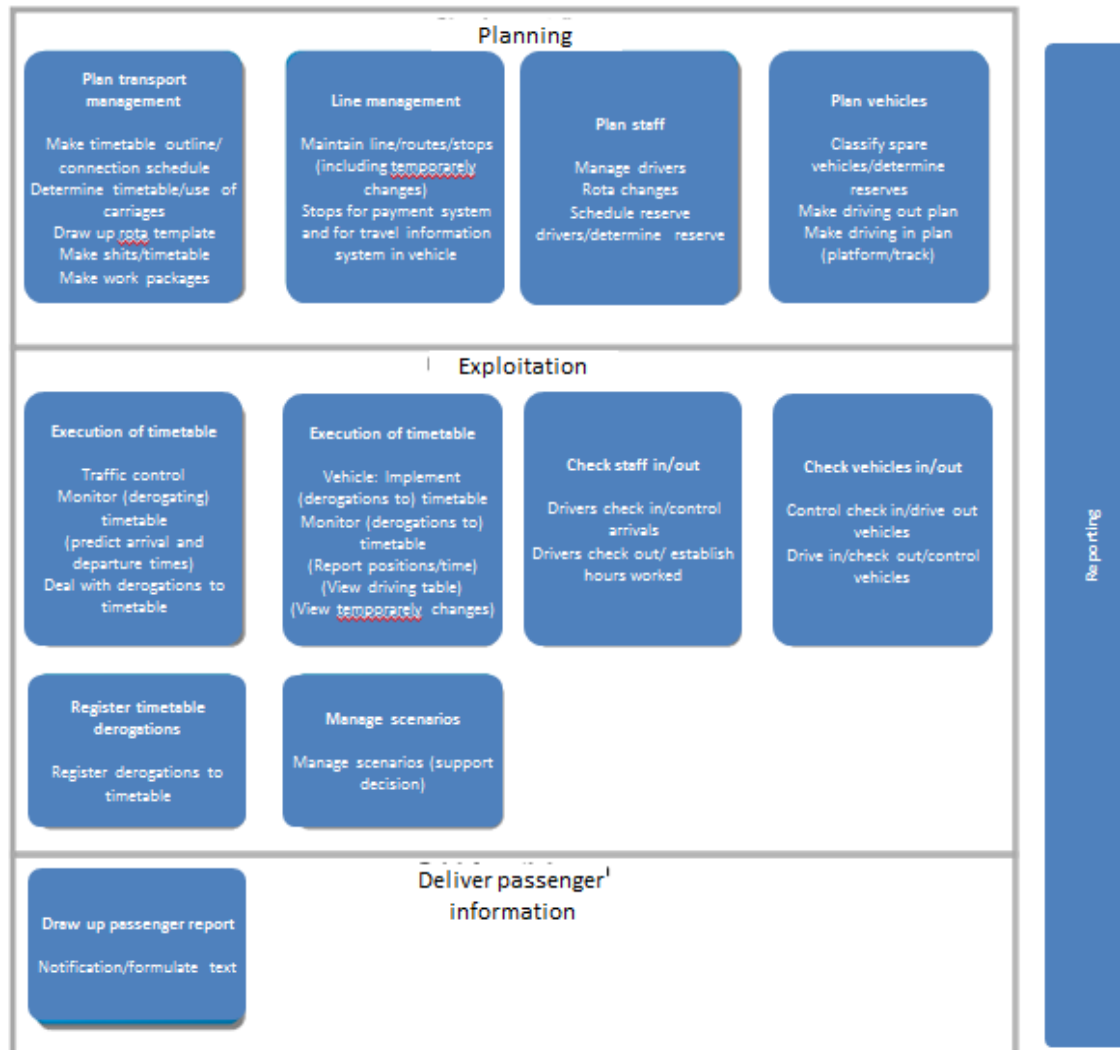 Planning
Plan transport
management
Make timetable outline/
connection schedule
Determine timetable/use of
carriages
Draw up rota template
Make shits/timetable
Make work packages
Line management
Maintain line/routes/stops
(including temporarely
changes)
Stops for payment system
and for travel information
system in vehicle
Plan staff
Manage drivers
Rota changes
Schedule reserve
drivers/determine reserve
Plan vehicles
Classify spare
vehicles/determine
reserves
Make driving out plan
Make driving in plan
(platform/track)
Exploitation
Execution of timetable
Traffic control
Monitor (derogating)
timetable
(predict arrival and
departure times)
Deal with derogations to
timetable
Execution of timetable
Vehicle: Implement
(derogations to) timetable
Monitor (derogations to)
timetable
(Report positions/time)
(View driving table)
(View temporarely changes)
Check staff in/out
Drivers check in/control
arrivals
Drivers check out/ establish
hours worked
Check vehicles in/out
Control check in/drive out
vehicles
Drive in/check out/control
vehicles
Register timetable
derogations
Register derogations to
timetable
Manage scenarios
Manage scenarios (support
decision)
Deliver passenger
information
Draw up passenger report
Notification/formulate text
Reporting